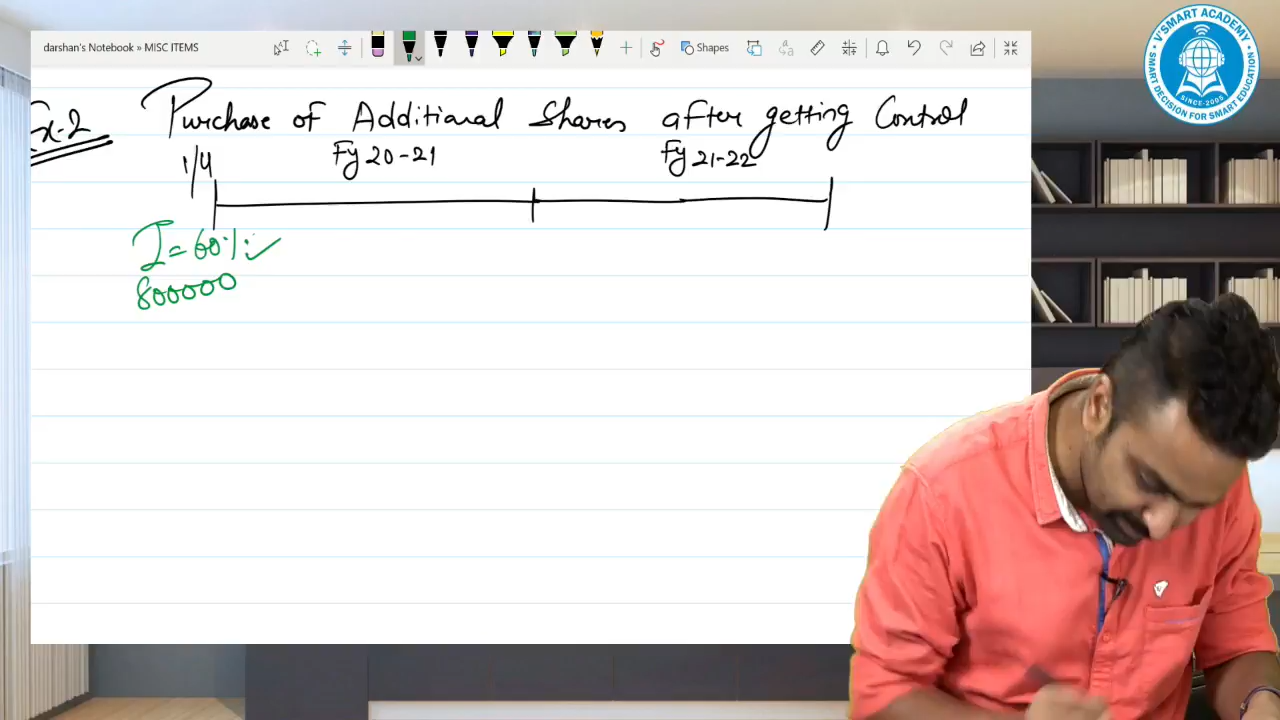 darshan's Notebook » MISC ITEMS
Shapes
V'SMART ACADEMY
SMART DECISION FOR SMART EDUCATION
SINCE-2005
Ex-2 Purchase of Additional Shares after getting Control
1/4 Fy 20-21 Fy 21-22
I = 60%
800000